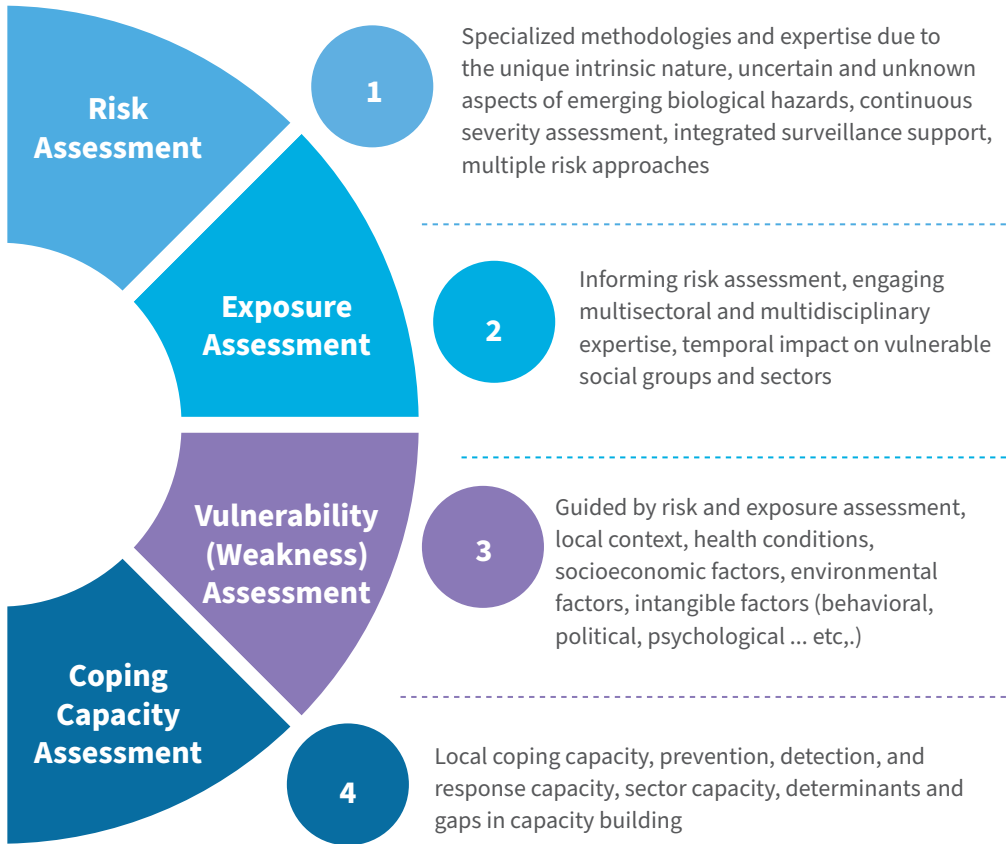 Risk
Assessment
1
Specialized methodologies and expertise due to
the unique intrinsic nature, uncertain and unknown
aspects of emerging biological hazards, continuous
severity assessment, integrated surveillance support,
multiple risk approaches
Exposure
Assessment
2
Informing risk assessment, engaging
multisectoral and multidisciplinary
expertise, temporal impact on vulnerable
social groups and sectors
Vulnerability
(Weakness)
Assessment
3
Guided by risk and exposure assessment,
local context, health conditions,
socioeconomic factors, environmental
factors, intangible factors (behavioral,
political, psychological ... etc,.)
Coping
Capacity
Assessment
4
Local coping capacity, prevention, detection, and
response capacity, sector capacity, determinants and
gaps in capacity building